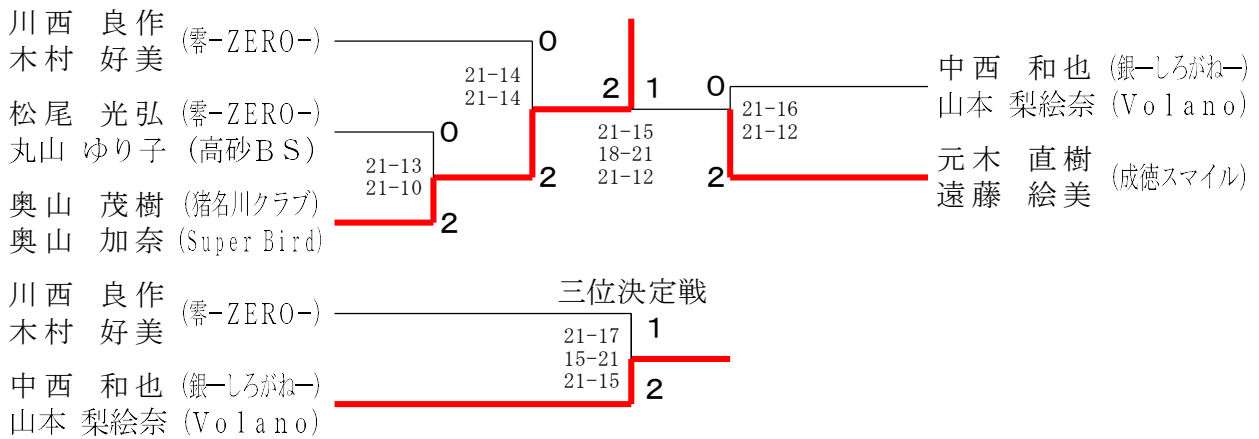 川西 良作 (零-ZERO-)
木村 好美
0
21-14
21-14
松尾 光弘 (零-ZERO-)
丸山 ゆり子 (高砂BS)
0
21-13
21-10
2
奥山 茂樹 (猪名川クラブ)
奥山 加奈 (Super Bird)
2
2
1
21-15
18-21
21-12
0
21-16
21-12
2
中西 和也 (銀ーしろがねー)
山本 梨絵奈 (Volano)
元木 直樹 (成徳スマイル)
遠藤 絵美
三位決定戦
川西 良作 (零-ZERO-)
木村 好美
1
21-17
15-21
21-15
2
中西 和也 (銀ーしろがねー)
山本 梨絵奈 (Volano)